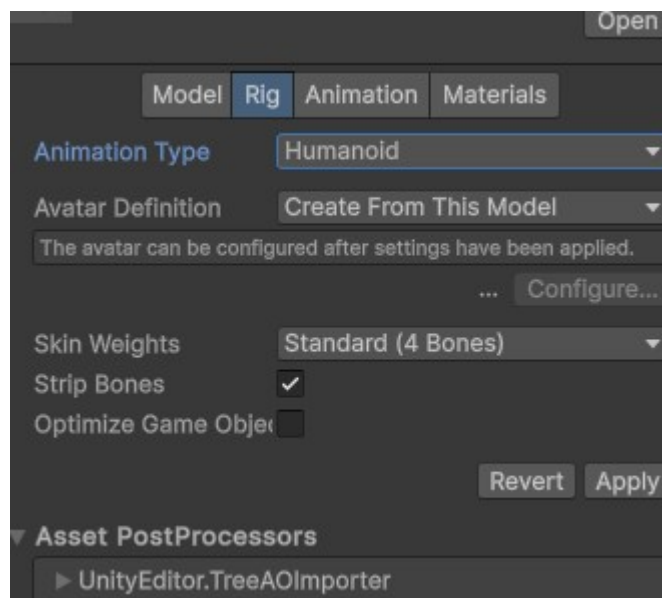 Open
Model Rig Animation Materials
Animation Type Humanoid
Avatar Definition Create From This Model
The avatar can be configured after settings have been applied.
... Configure...
Skin Weights Standard (4 Bones)
Strip Bones
Optimize Game Objec
Revert Apply
Asset PostProcessors
UnityEditor.TreeAOImporter